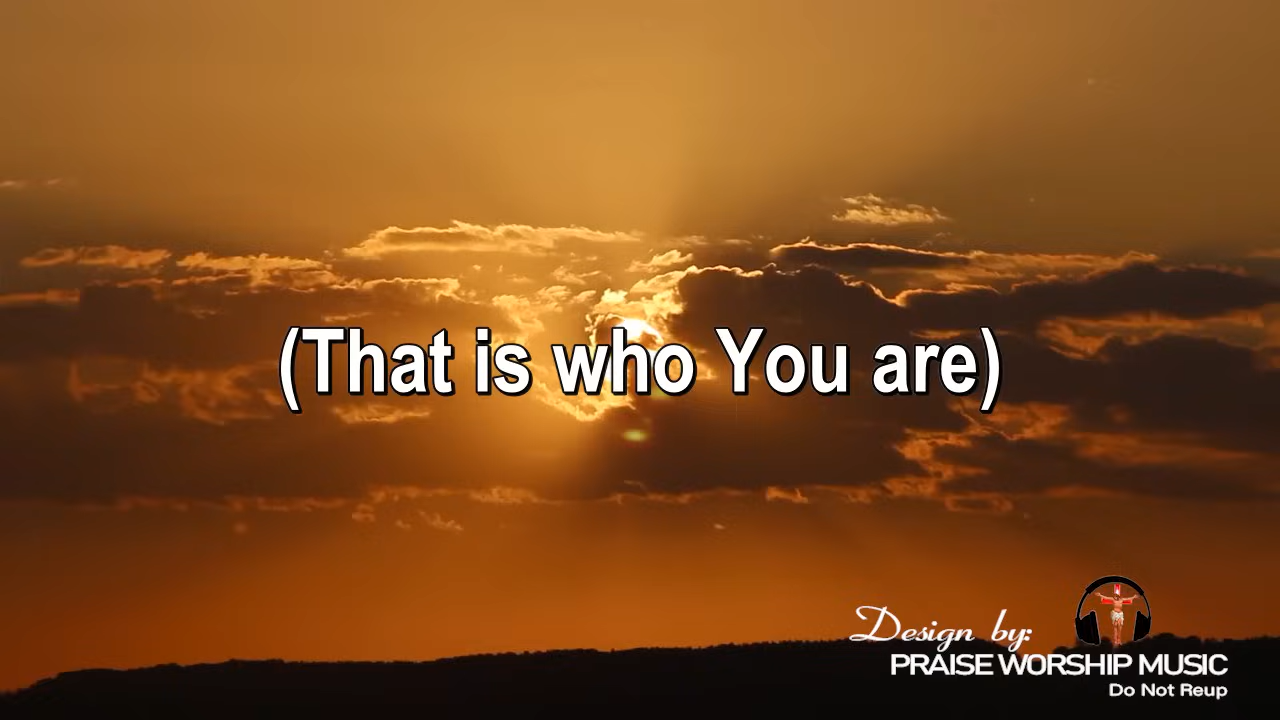 (That is who You are)
Design by:
PRAISE WORSHIP MUSIC
Do Not Reup